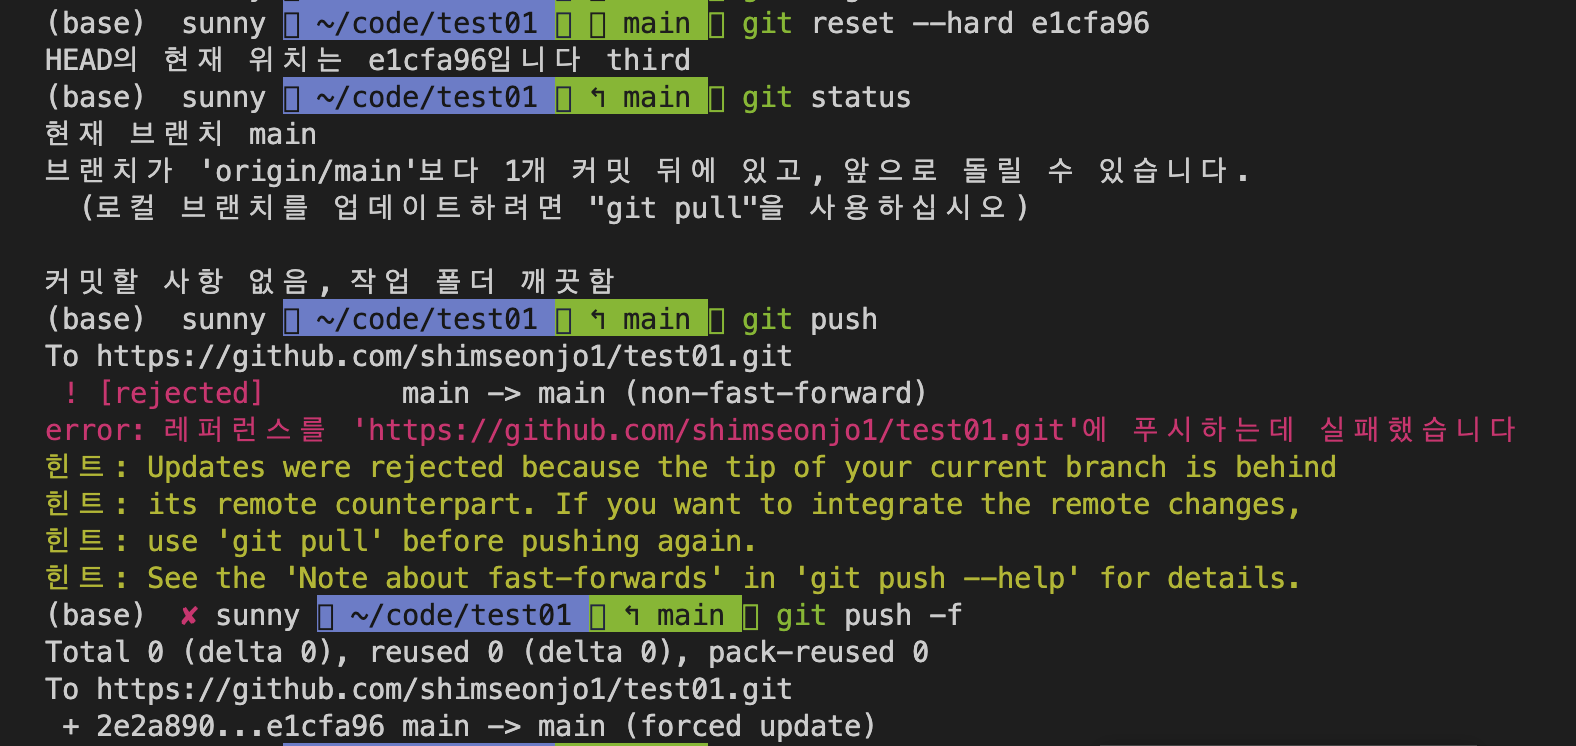 (base) sunny ~/code/test01 main git reset --hard e1cfa96
HEAD의 현재 위치는 e1cfa96입니다 third
(base) sunny ~/code/test01 ↰ main git status
현재 브랜치 main
브랜치가 'origin/main'보다 1개 커밋 뒤에 있고, 앞으로 돌릴 수 있습니다.
(로컬 브랜치를 업데이트하려면 "git pull"을 사용하십시오)
커밋할 사항 없음, 작업 폴더 깨끗함
(base) sunny ~/code/test01 ↰ main git push
To https://github.com/shimseonjo1/test01.git
! [rejected] main -> main (non-fast-forward)
error: 레퍼런스를 'https://github.com/shimseonjo1/test01.git'에 푸시하는데 실패했습니다
힌트: Updates were rejected because the tip of your current branch is behind
힌트: its remote counterpart. If you want to integrate the remote changes,
힌트: use 'git pull' before pushing again.
힌트: See the 'Note about fast-forwards' in 'git push --help' for details.
(base) ✘ sunny ~/code/test01 ↰ main git push -f
Total 0 (delta 0), reused 0 (delta 0), pack-reused 0
To https://github.com/shimseonjo1/test01.git
+ 2e2a890...e1cfa96 main -> main (forced update)